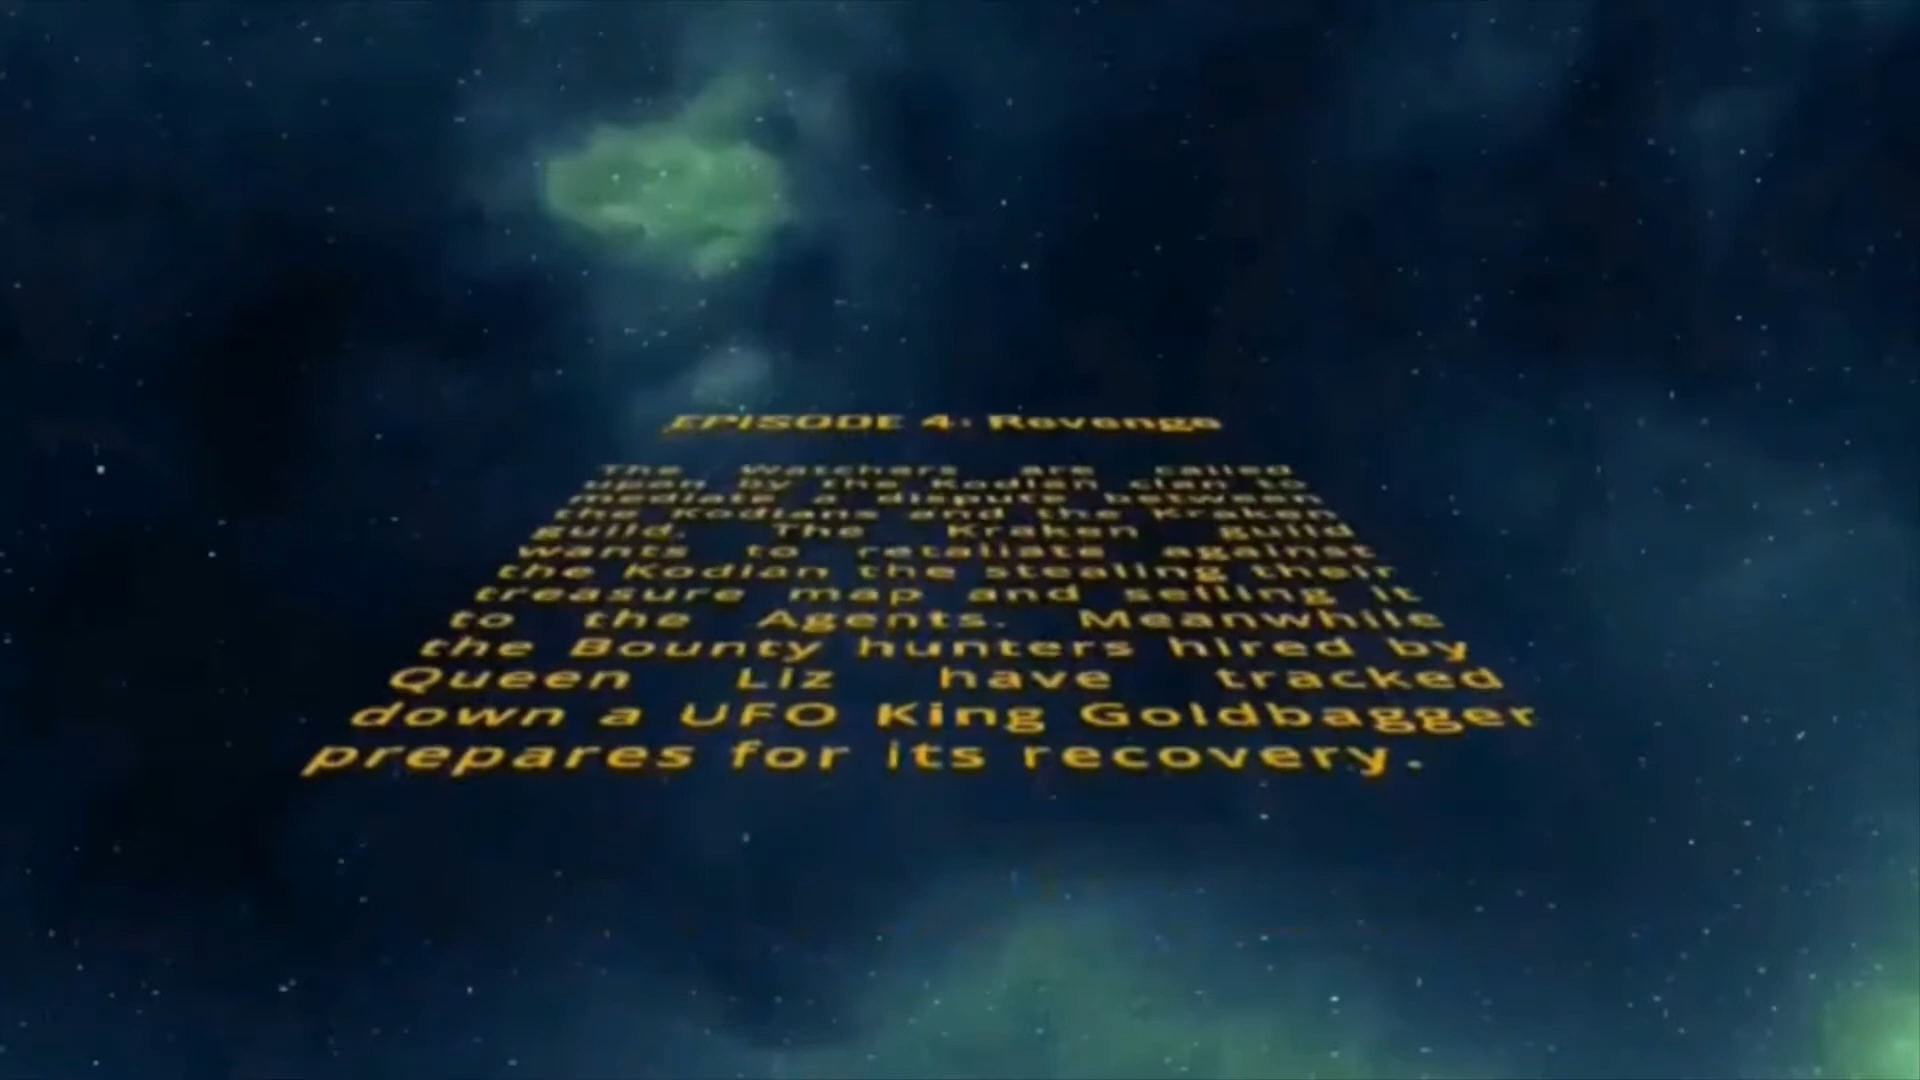 EPISODE 4: Revenge
The Watchers are called
upon by the Kodian clan to
mediate a dispute between
the Kodians and the Kraken
guild. The Kraken guild
wants to retaliate against
the Kodian the stealing their
treasure map and selling it
to the Agents. Meanwhile
the Bounty hunters hired by
Queen Liz have tracked
down a UFO King Goldbagger
prepares for its recovery.